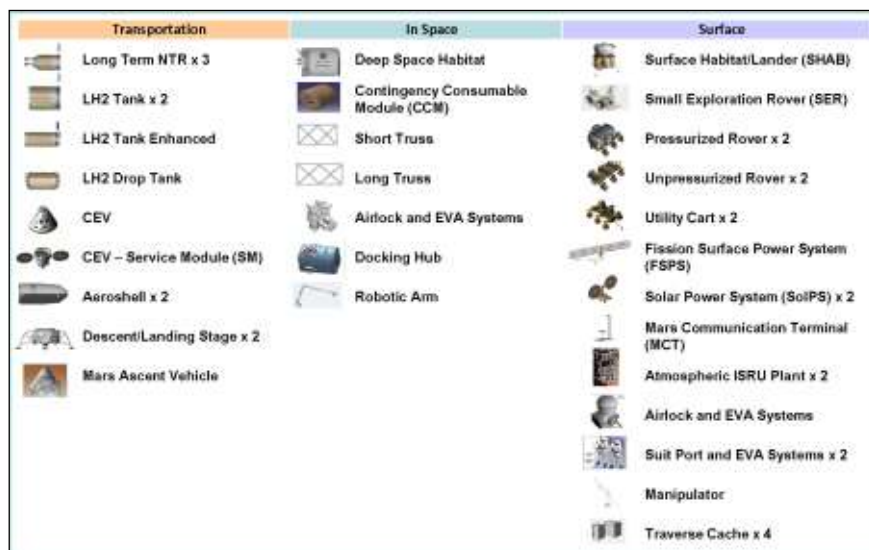 Transportation
Long Term NTR x 3
LH2 Tank x 2
LH2 Tank Enhanced
LH2 Drop Tank
CEV
CEV – Service Module (SM)
Aeroshell x 2
Descent/Landing Stage x 2
Mars Ascent Vehicle
In Space
Deep Space Habitat
Contingency Consumable
Module (CCM)
Short Truss
Long Truss
Airlock and EVA Systems
Docking Hub
Robotic Arm
Surface
Surface Habitat/Lander (SHAB)
Small Exploration Rover (SER)
Pressurized Rover x 2
Unpressurized Rover x 2
Utility Cart x 2
Fission Surface Power System
(FSPS)
Solar Power System (SolPS) x 2
Mars Communication Terminal
(MCT)
Atmospheric ISRU Plant x 2
Airlock and EVA Systems
Suit Port and EVA Systems x 2
Manipulator
Traverse Cache x 4